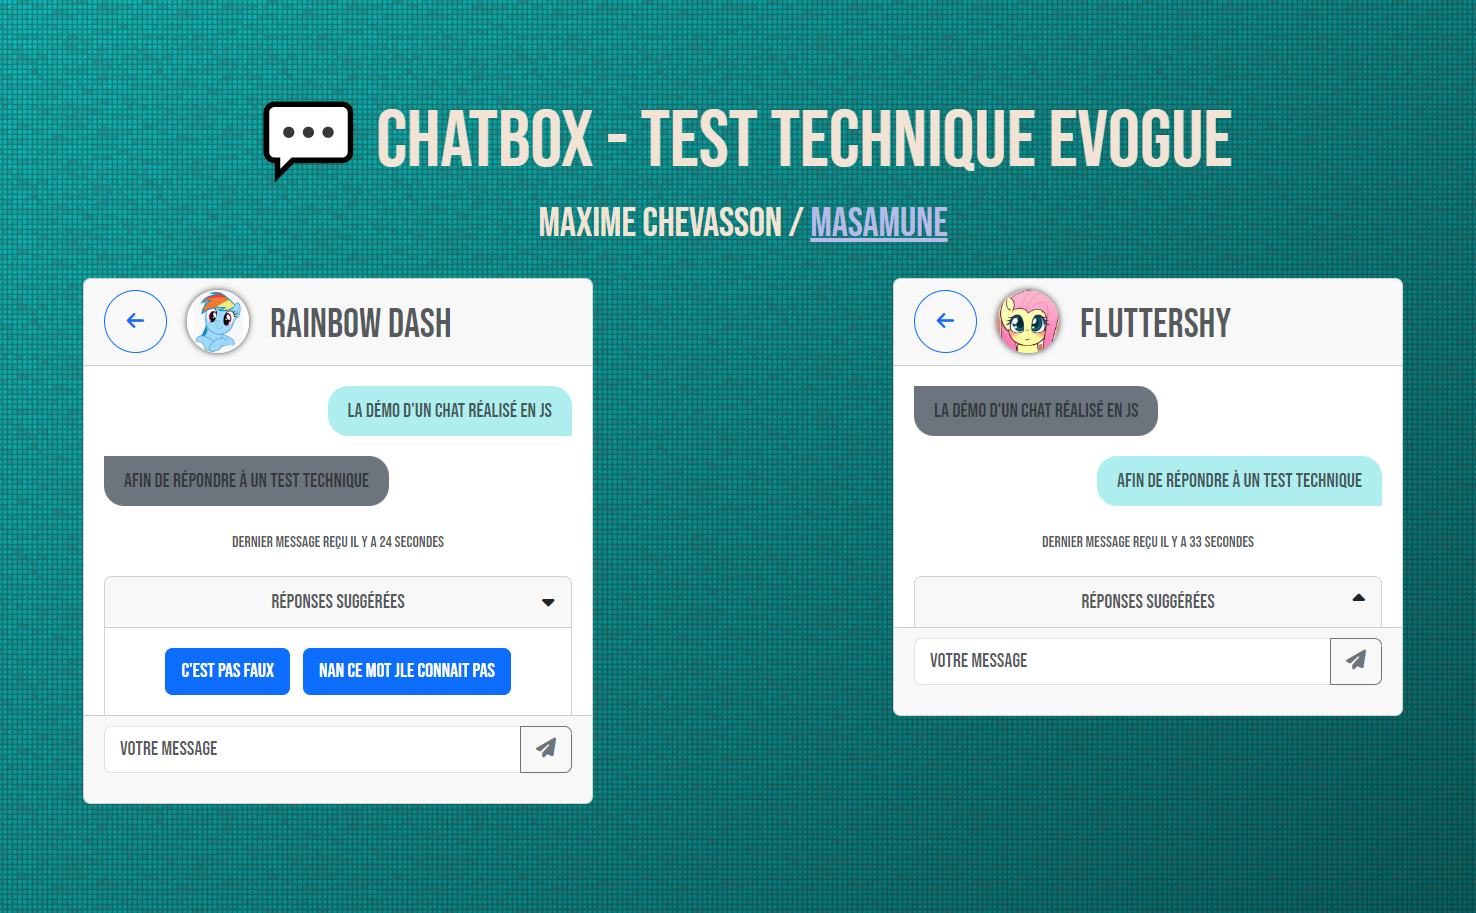 CHATBOX - TEST TECHNIQUE EVOGUE
MAXIME CHEVASSON / MASAMUNE
RAINBOW DASH
LA DÉMO D'UN CHAT RÉALISÉ EN JS
AFIN DE RÉPONDRE À UN TEST TECHNIQUE
DERNIER MESSAGE REÇU IL Y A 24 SECONDES
RÉPONSES SUGGÉRÉES
C'EST PAS FAUX
NAN CE MOT JLE CONNAIT PAS
VOTRE MESSAGE
FLUTTERSHY
LA DÉMO D'UN CHAT RÉALISÉ EN JS
AFIN DE RÉPONDRE À UN TEST TECHNIQUE
DERNIER MESSAGE REÇU IL Y A 33 SECONDES
RÉPONSES SUGGÉRÉES
VOTRE MESSAGE